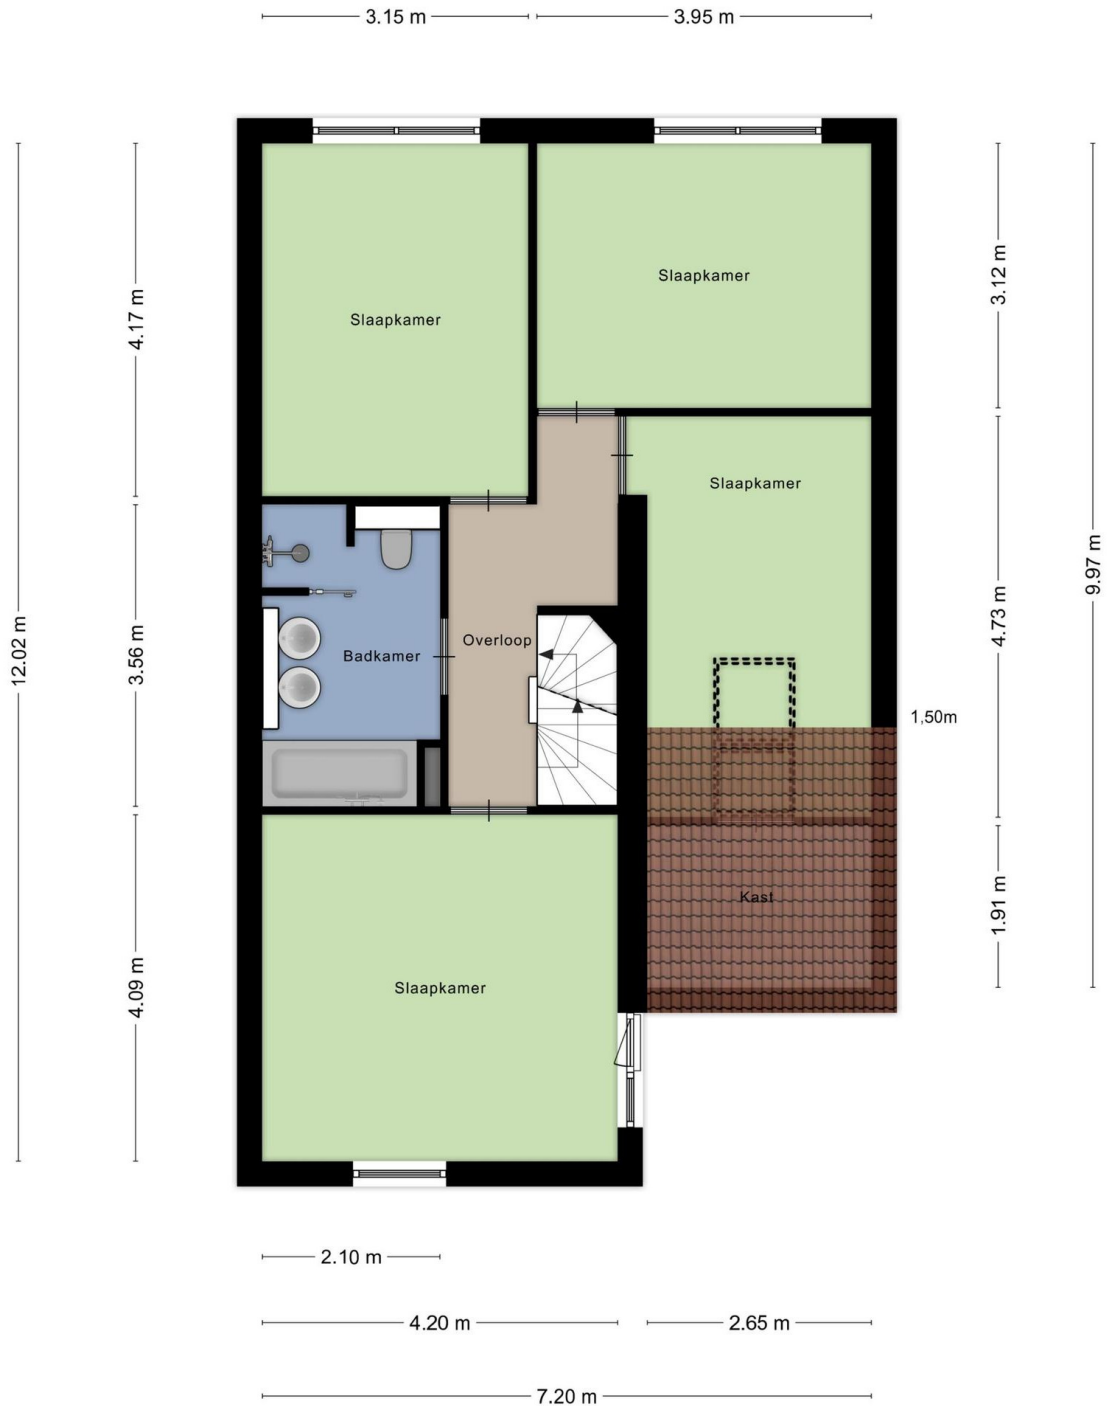 3.15 m
3.95 m
Slaapkamer
Slaapkamer
3.12 m
4.17 m
Slaapkamer
9.97 m
12.02 m
3.56 m
Badkamer
Overloop
4.73 m
1,50m
Kast
1.91 m
Slaapkamer
4.09 m
2.10 m
4.20 m
2.65 m
7.20 m